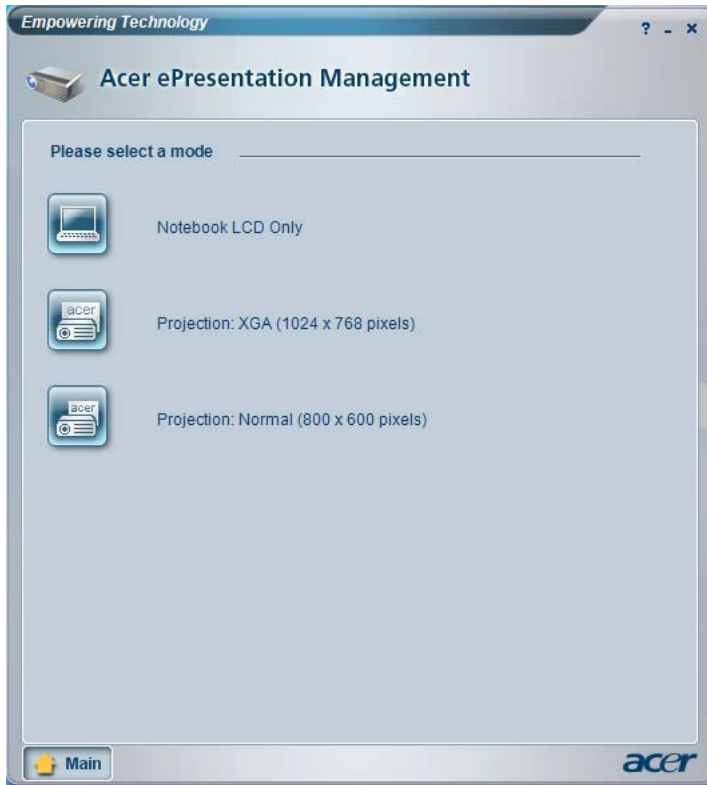 Empowering Technology
? - ×
Acer ePresentation Management
Please select a mode
Notebook LCD Only
acer
Projection: XGA (1024 x 768 pixels)
acer
Projection: Normal (800 x 600 pixels)
Main
acer